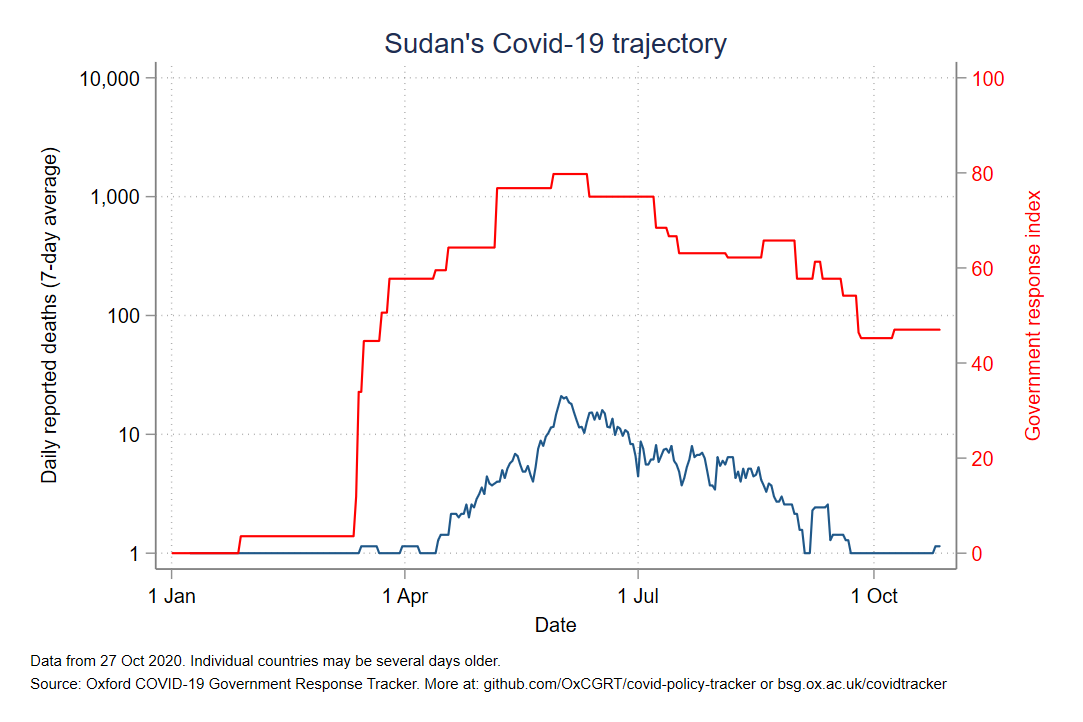 Sudan's Covid-19 trajectory
10,000
1,000
100
10
1
Daily reported deaths (7-day average)
100
80
60
40
20
0
Government response index
1 Jan
1 Apr
1 Jul
1 Oct
Date
Data from 27 Oct 2020. Individual countries may be several days older.
Source: Oxford COVID-19 Government Response Tracker. More at: github.com/OxCGRT/covid-policy-tracker or bsg.ox.ac.uk/covidtracker